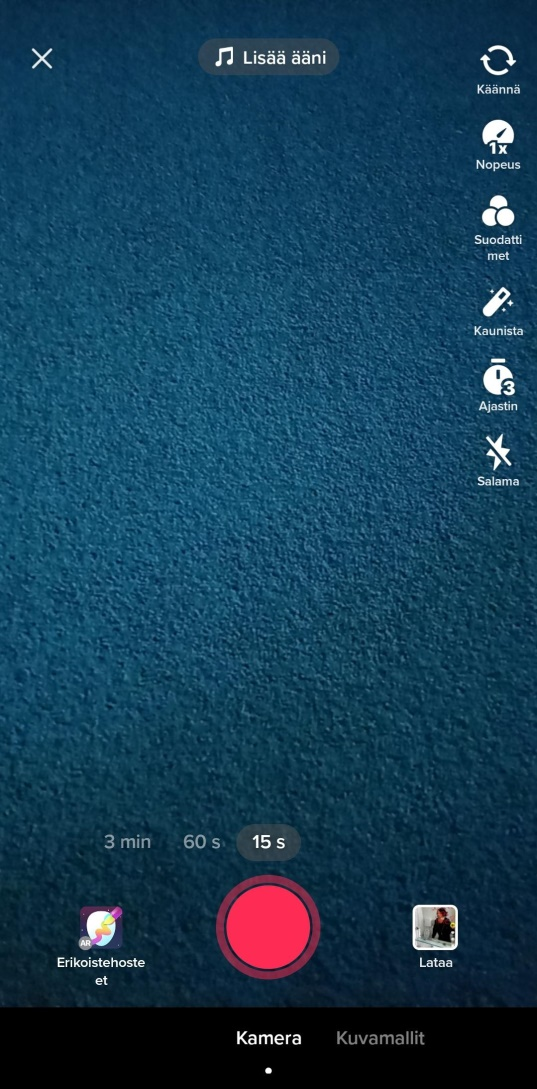 Lisää ääni
Käännä
1x
Nopeus
Suodatti
met
Kaunista
3
Ajastin
Salama
3 min
60 s
15 s
AR
Erikoistehoste
et
Lataa
Kamera
Kuvamallit